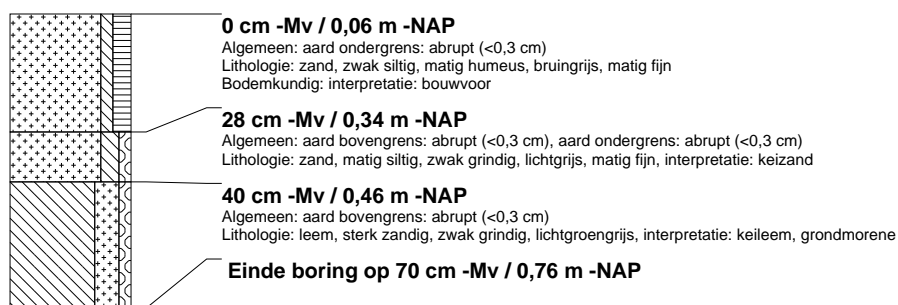 0 cm -Mv / 0,06 m -NAP
Algemeen: aard ondergrens: abrupt (<0,3 cm)
Lithologie: zand, zwak siltig, matig humeus, bruingrijs, matig fijn
Bodemkundig: interpretatie: bouwvoor
28 cm -Mv / 0,34 m -NAP
Algemeen: aard bovengrens: abrupt (<0,3 cm), aard ondergrens: abrupt (<0,3 cm)
Lithologie: zand, matig siltig, zwak grindig, lichtgrijs, matig fijn, interpretatie: keizand
40 cm -Mv / 0,46 m -NAP
Algemeen: aard bovengrens: abrupt (<0,3 cm)
Lithologie: leem, sterk zandig, zwak grindig, lichtgroengrijs, interpretatie: keileem, grondmorene
Einde boring op 70 cm -Mv / 0,76 m -NAP